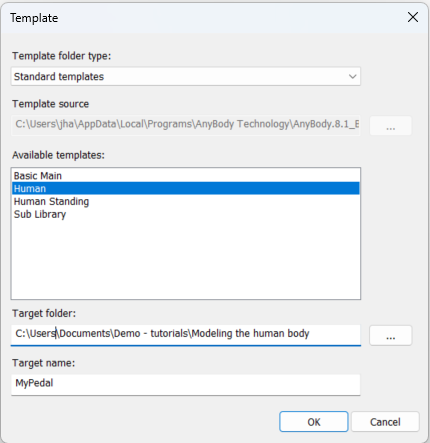 Template
Template folder type:
Standard templates
Template source
C:\Users\jha\AppData\Local\Programs\AnyBody Technology\AnyBody.8.1_E
...
Available templates:
Basic Main
Human
Human Standing
Sub Library
Target folder:
C:\Users\Documents\Demo - tutorials\Modeling the human body
...
Target name:
MyPedal
OK
Cancel